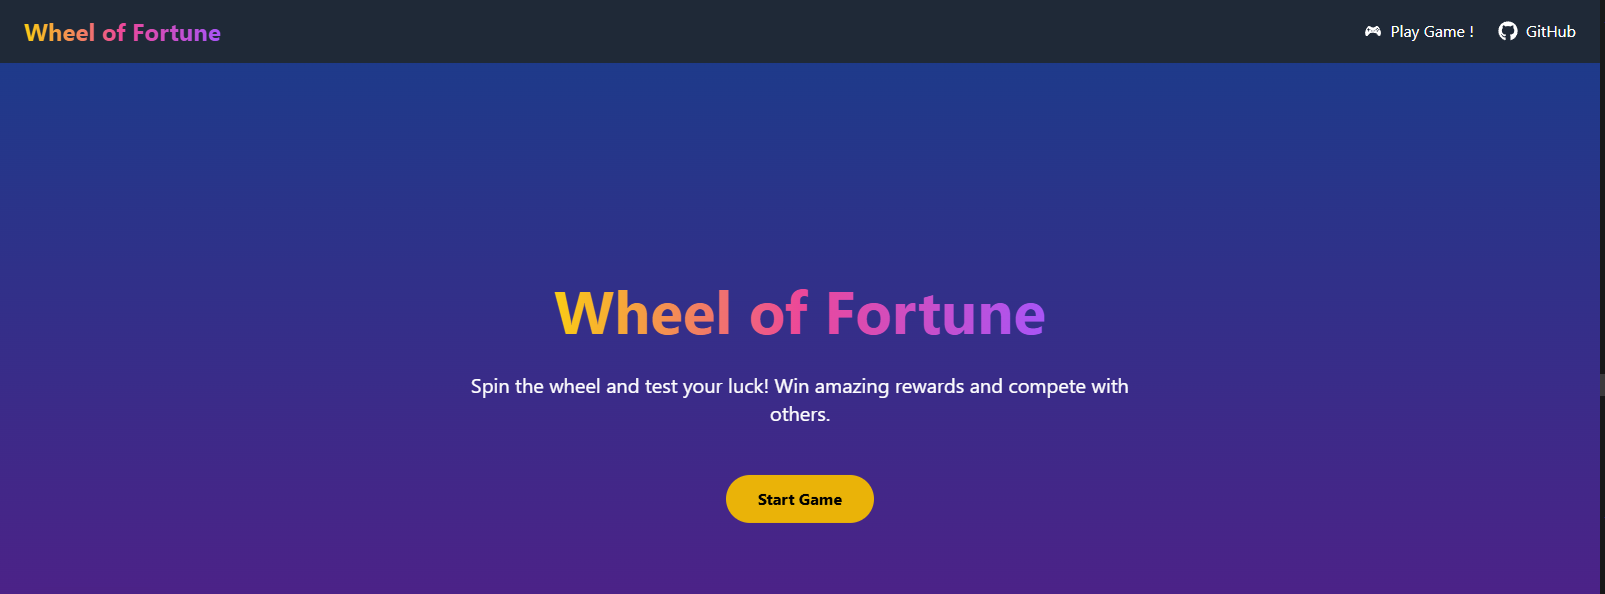 Wheel of Fortune
Play Game !
GitHub
Wheel of Fortune
Spin the wheel and test your luck! Win amazing rewards and compete with
others.
Start Game